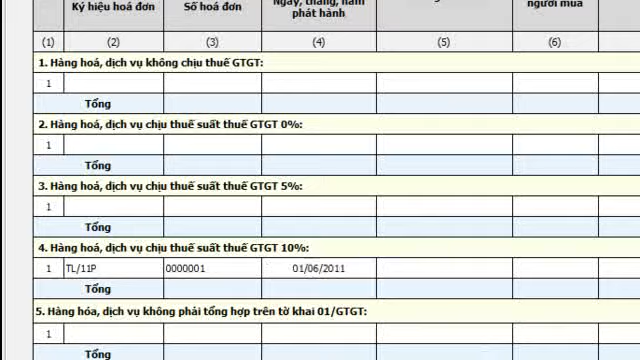 Ký hiệu hoá đơn Số hoá đơn Ngày, tháng, năm phát hành người mua
(1) (2) (3) (4) (5) (6)
1. Hàng hoá, dịch vụ không chịu thuế GTGT:
1
Tổng
2. Hàng hoá, dịch vụ chịu thuế suất thuế GTGT 0%:
1
Tổng
3. Hàng hoá, dịch vụ chịu thuế suất thuế GTGT 5%:
1
Tổng
4. Hàng hoá, dịch vụ chịu thuế suất thuế GTGT 10%:
1 TL/11P 0000001 01/06/2011
Tổng
5. Hàng hóa, dịch vụ không phải tổng hợp trên tờ khai 01/GTGT:
1
Tổng